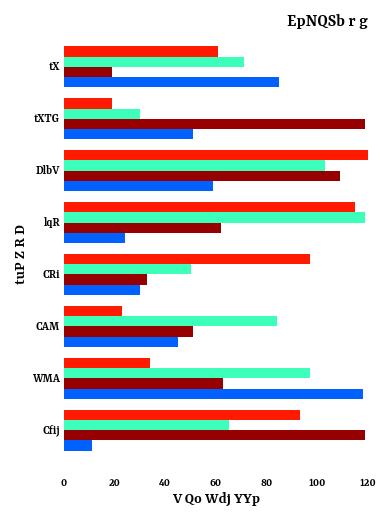 EpNQSb r g
tX
tXTG
DlbV
lqR
CRi
CAM
WMA
Cfij
tuP Z R D
0 20 40 60 80 100 120
V Qo Wdj YYp